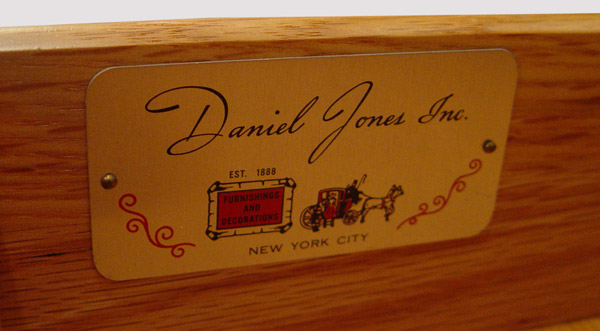 Daniel Jones Inc.
EST. 1888
FURNISHINGS
AND
DECORATIONS
NEW YORK CITY